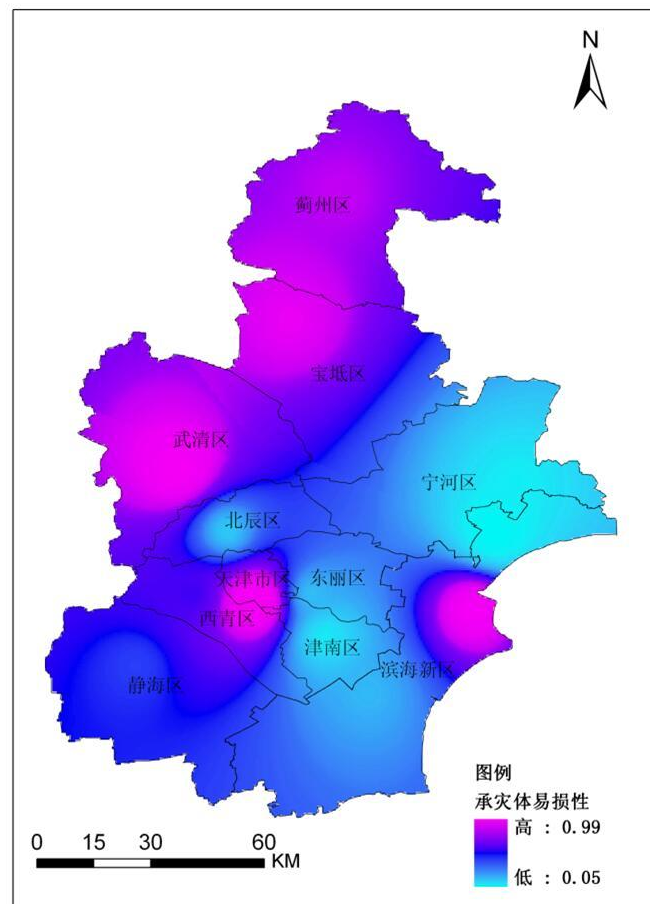 N
蓟州区
宝坻区
武清区
宁河区
北辰区
天津市区
东丽区
西青区
津南区
滨海新区
静海区
图例
承灾体易损性
高 : 0.99
低 : 0.05
0 15 30 60
KM